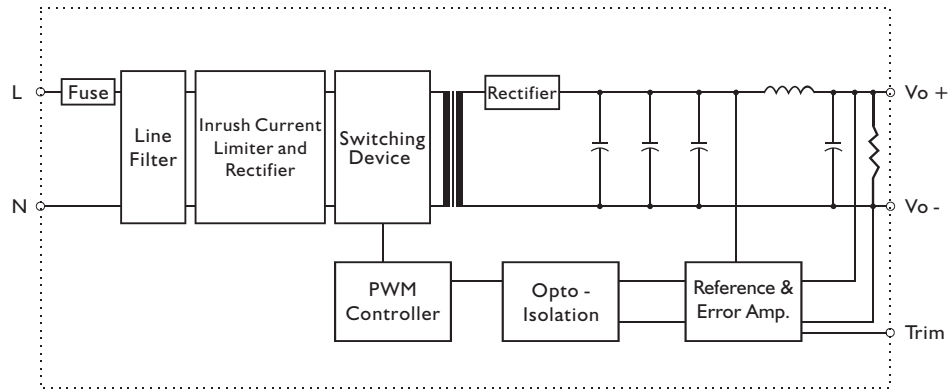 L
Fuse
Line
Filter
Inrush Current
Limiter and
Rectifier
Switching
Device
Rectifier
Vo +
N
Vo -
PWM
Controller
Opto -
Isolation
Reference &
Error Amp.
Trim